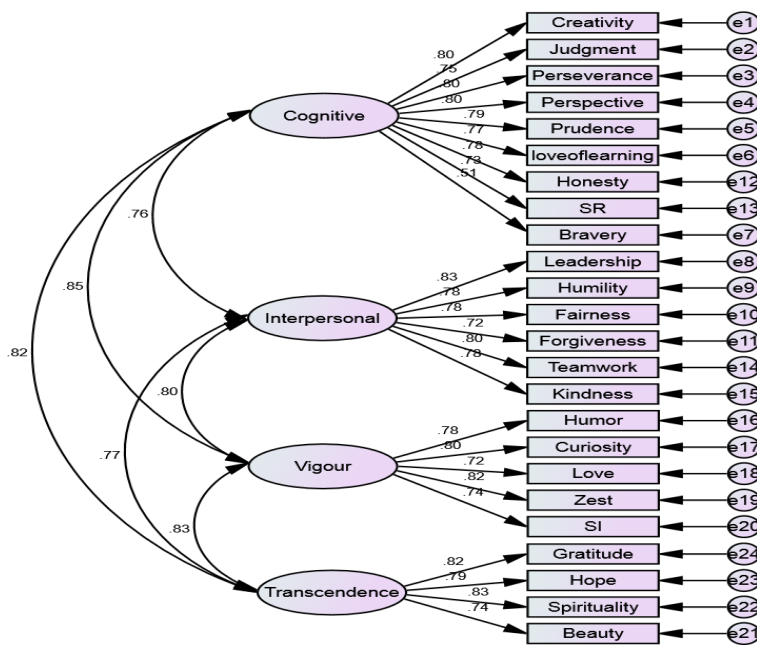 Creativity
e1
.80
Judgment
e2
.75
Perseverance
e3
.80
Perspective
e4
.80
Cognitive
Prudence
e5
.79
loveoflearning
e6
.77
Honesty
e12
.78
SR
e13
.73
Bravery
e7
.51
.76
Leadership
e8
.83
Humility
e9
.78
.85
Interpersonal
Fairness
e10
.78
Forgiveness
e11
.72
.82
Teamwork
e14
.80
Kindness
e15
.78
.80
Humor
e16
.78
Curiosity
e17
.80
.77
Vigour
Love
e18
.72
Zest
e19
.82
SI
e20
.74
.83
Gratitude
e24
.82
Hope
e23
.79
Transcendence
Spirituality
e22
.83
Beauty
e21
.74